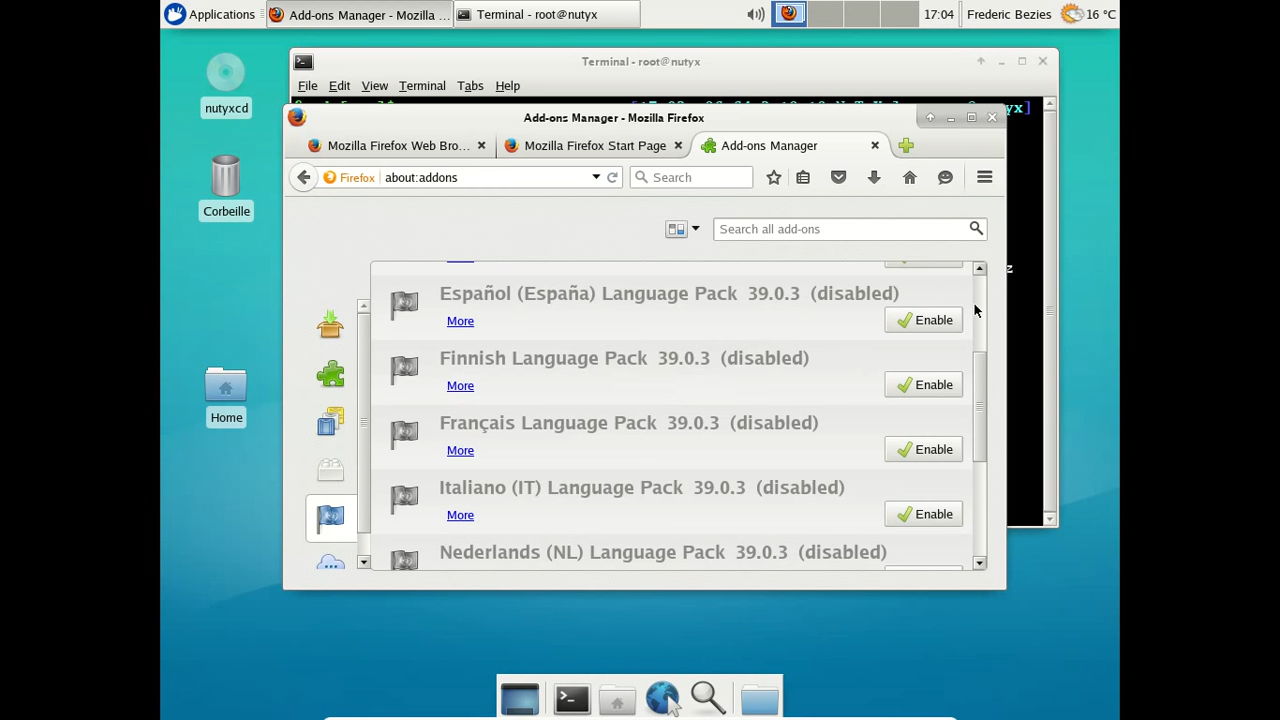 Applications
Add-ons Manager - Mozilla ...
Terminal - root@nutyx
17:04
Frederic Bezies
16 °C
nutyxcd
Corbeille
Home
Terminal - root@nutyx
File Edit View Terminal Tabs Help
yx]
Add-ons Manager - Mozilla Firefox
Mozilla Firefox Web Bro...
Mozilla Firefox Start Page
Add-ons Manager
Firefox
about:addons
Search
Search all add-ons
z
Español (España) Language Pack 39.0.3 (disabled)
More
Enable
Finnish Language Pack 39.0.3 (disabled)
More
Enable
Français Language Pack 39.0.3 (disabled)
More
Enable
Italiano (IT) Language Pack 39.0.3 (disabled)
More
Enable
Nederlands (NL) Language Pack 39.0.3 (disabled)